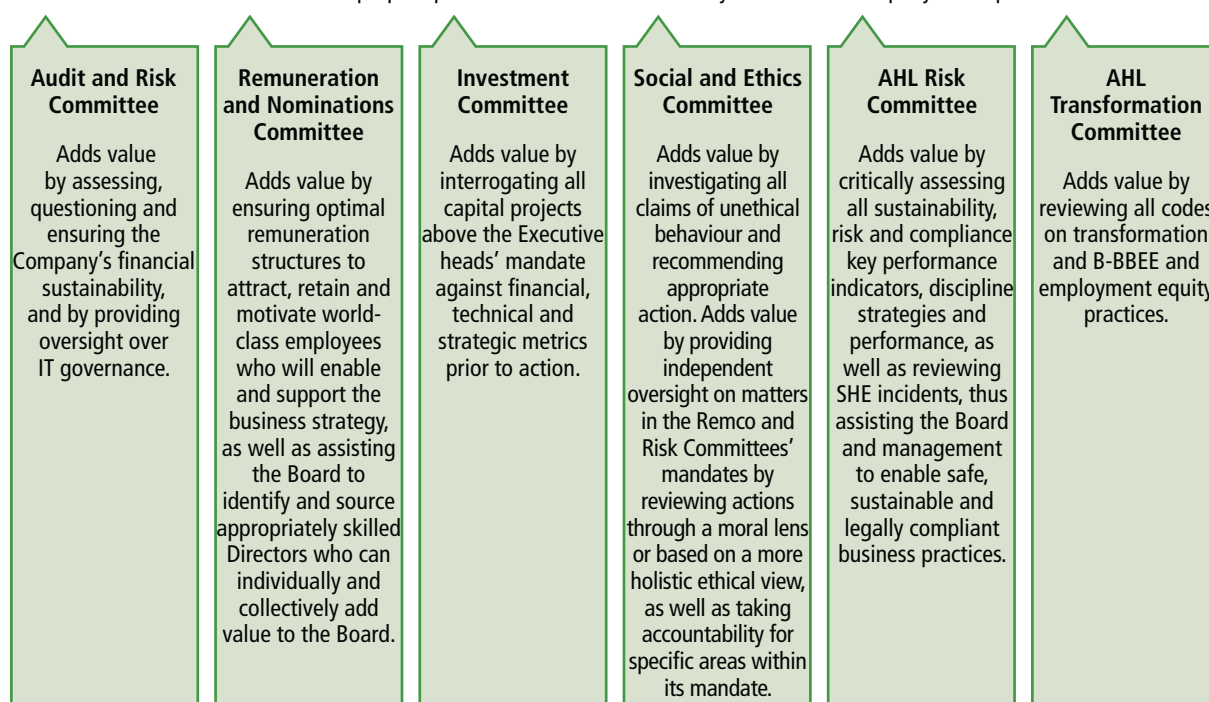 Audit and Risk
Committee
Adds value
by assessing,
questioning and
ensuring the
Company’s financial
sustainability,
and by providing
oversight over
IT governance.
Remuneration
and Nominations
Committee
Adds value by
ensuring optimal
remuneration
structures to
attract, retain and
motivate world-
class employees
who will enable
and support the
business strategy,
as well as assisting
the Board to
identify and source
appropriately skilled
Directors who can
individually and
collectively add
value to the Board.
Investment
Committee
Adds value by
interrogating all
capital projects
above the Executive
heads’ mandate
against financial,
technical and
strategic metrics
prior to action.
Social and Ethics
Committee
Adds value by
investigating all
claims of unethical
behaviour and
recommending
appropriate
action. Adds value
by providing
independent
oversight on matters
in the Remco and
Risk Committees’
mandates by
reviewing actions
through a moral lens
or based on a more
holistic ethical view,
as well as taking
accountability for
specific areas within
its mandate.
AHL Risk
Committee
Adds value by
critically assessing
all sustainability,
risk and compliance
key performance
indicators, discipline
strategies and
performance, as
well as reviewing
SHE incidents, thus
assisting the Board
and management
to enable safe,
sustainable and
legally compliant
business practices.
AHL
Transformation
Committee
Adds value by
reviewing all codes
on transformation
and B-BBEE and
employment equity
practices.